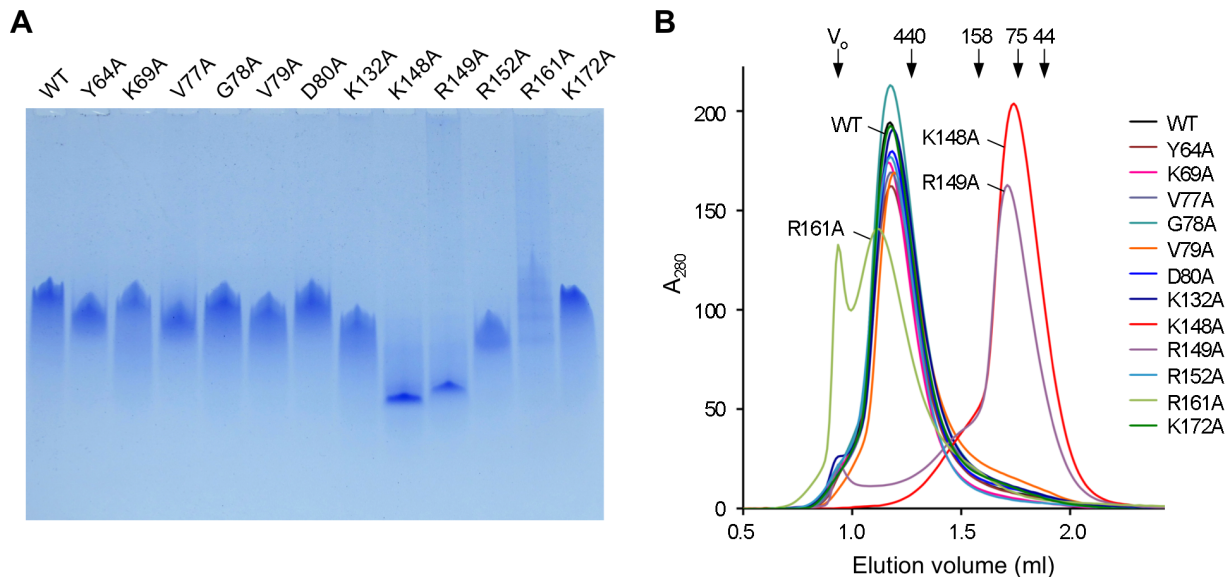 A
WT Y64A K69A V77A G78A V79A D80A K132A K148A R149A R152A R161A K172A
B
Vo 440 158 75 44
200
150
100
50
0
A280
0.5 1.0 1.5 2.0
Elution volume (ml)
WT
K148A
R149A
R161A
WT
Y64A
K69A
V77A
G78A
V79A
D80A
K132A
K148A
R149A
R152A
R161A
K172A